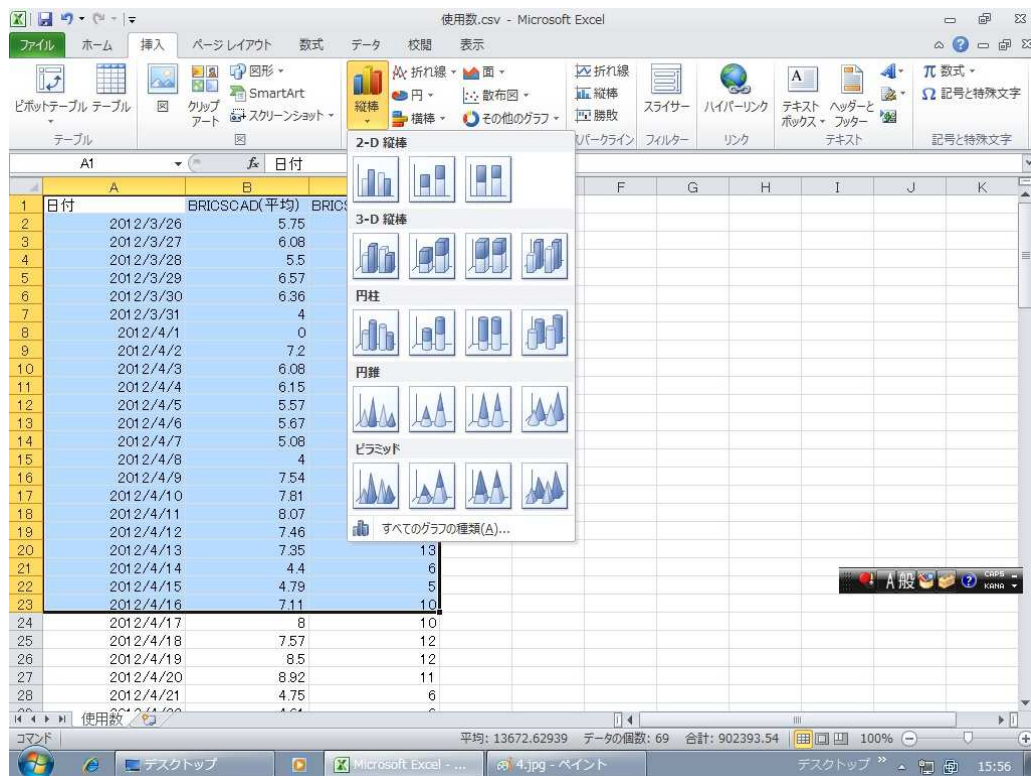 使用数.csv - Microsoft Excel
ファイル ホーム 挿入 ページ レイアウト 数式 データ 校閲 表示
ピボットテーブル テーブル 図 クリップ アート 図形 SmartArt スクリーンショット 縦棒 折れ線 円 横棒 面 散布図 その他のグラフ 折れ線 縦棒 勝敗 スライサー ハイパーリンク テキスト ボックス ヘッダーと フッター π 数式 Ω 記号と特殊文字
テーブル 図 スパークライン フィルター リンク テキスト 記号と特殊文字
A1 fx 日付
2-D 縦棒
3-D 縦棒
円柱
円錐
ピラミッド
すべてのグラフの種類(A)...
A B F G H I J K
1 日付 BRICSCAD(平均)
2 2012/3/26 5.75
3 2012/3/27 6.08
4 2012/3/28 5.5
5 2012/3/29 6.57
6 2012/3/30 6.36
7 2012/3/31 4
8 2012/4/1 0
9 2012/4/2 7.2
10 2012/4/3 6.08
11 2012/4/4 6.15
12 2012/4/5 5.57
13 2012/4/6 5.67
14 2012/4/7 5.08
15 2012/4/8 4
16 2012/4/9 7.54
17 2012/4/10 7.81
18 2012/4/11 8.07
19 2012/4/12 7.46
20 2012/4/13 7.35 13
21 2012/4/14 4.4 6
22 2012/4/15 4.79 5
23 2012/4/16 7.11 10
24 2012/4/17 8 10
25 2012/4/18 7.57 12
26 2012/4/19 8.5 12
27 2012/4/20 8.92 11
28 2012/4/21 4.75 6
A 般 CAPS KANA
使用数
コマンド 平均: 13672.62939 データの個数: 69 合計: 902393.54 100%
デスクトップ Microsoft Excel - ... 4.jpg - ペイント デスクトップ 15:56